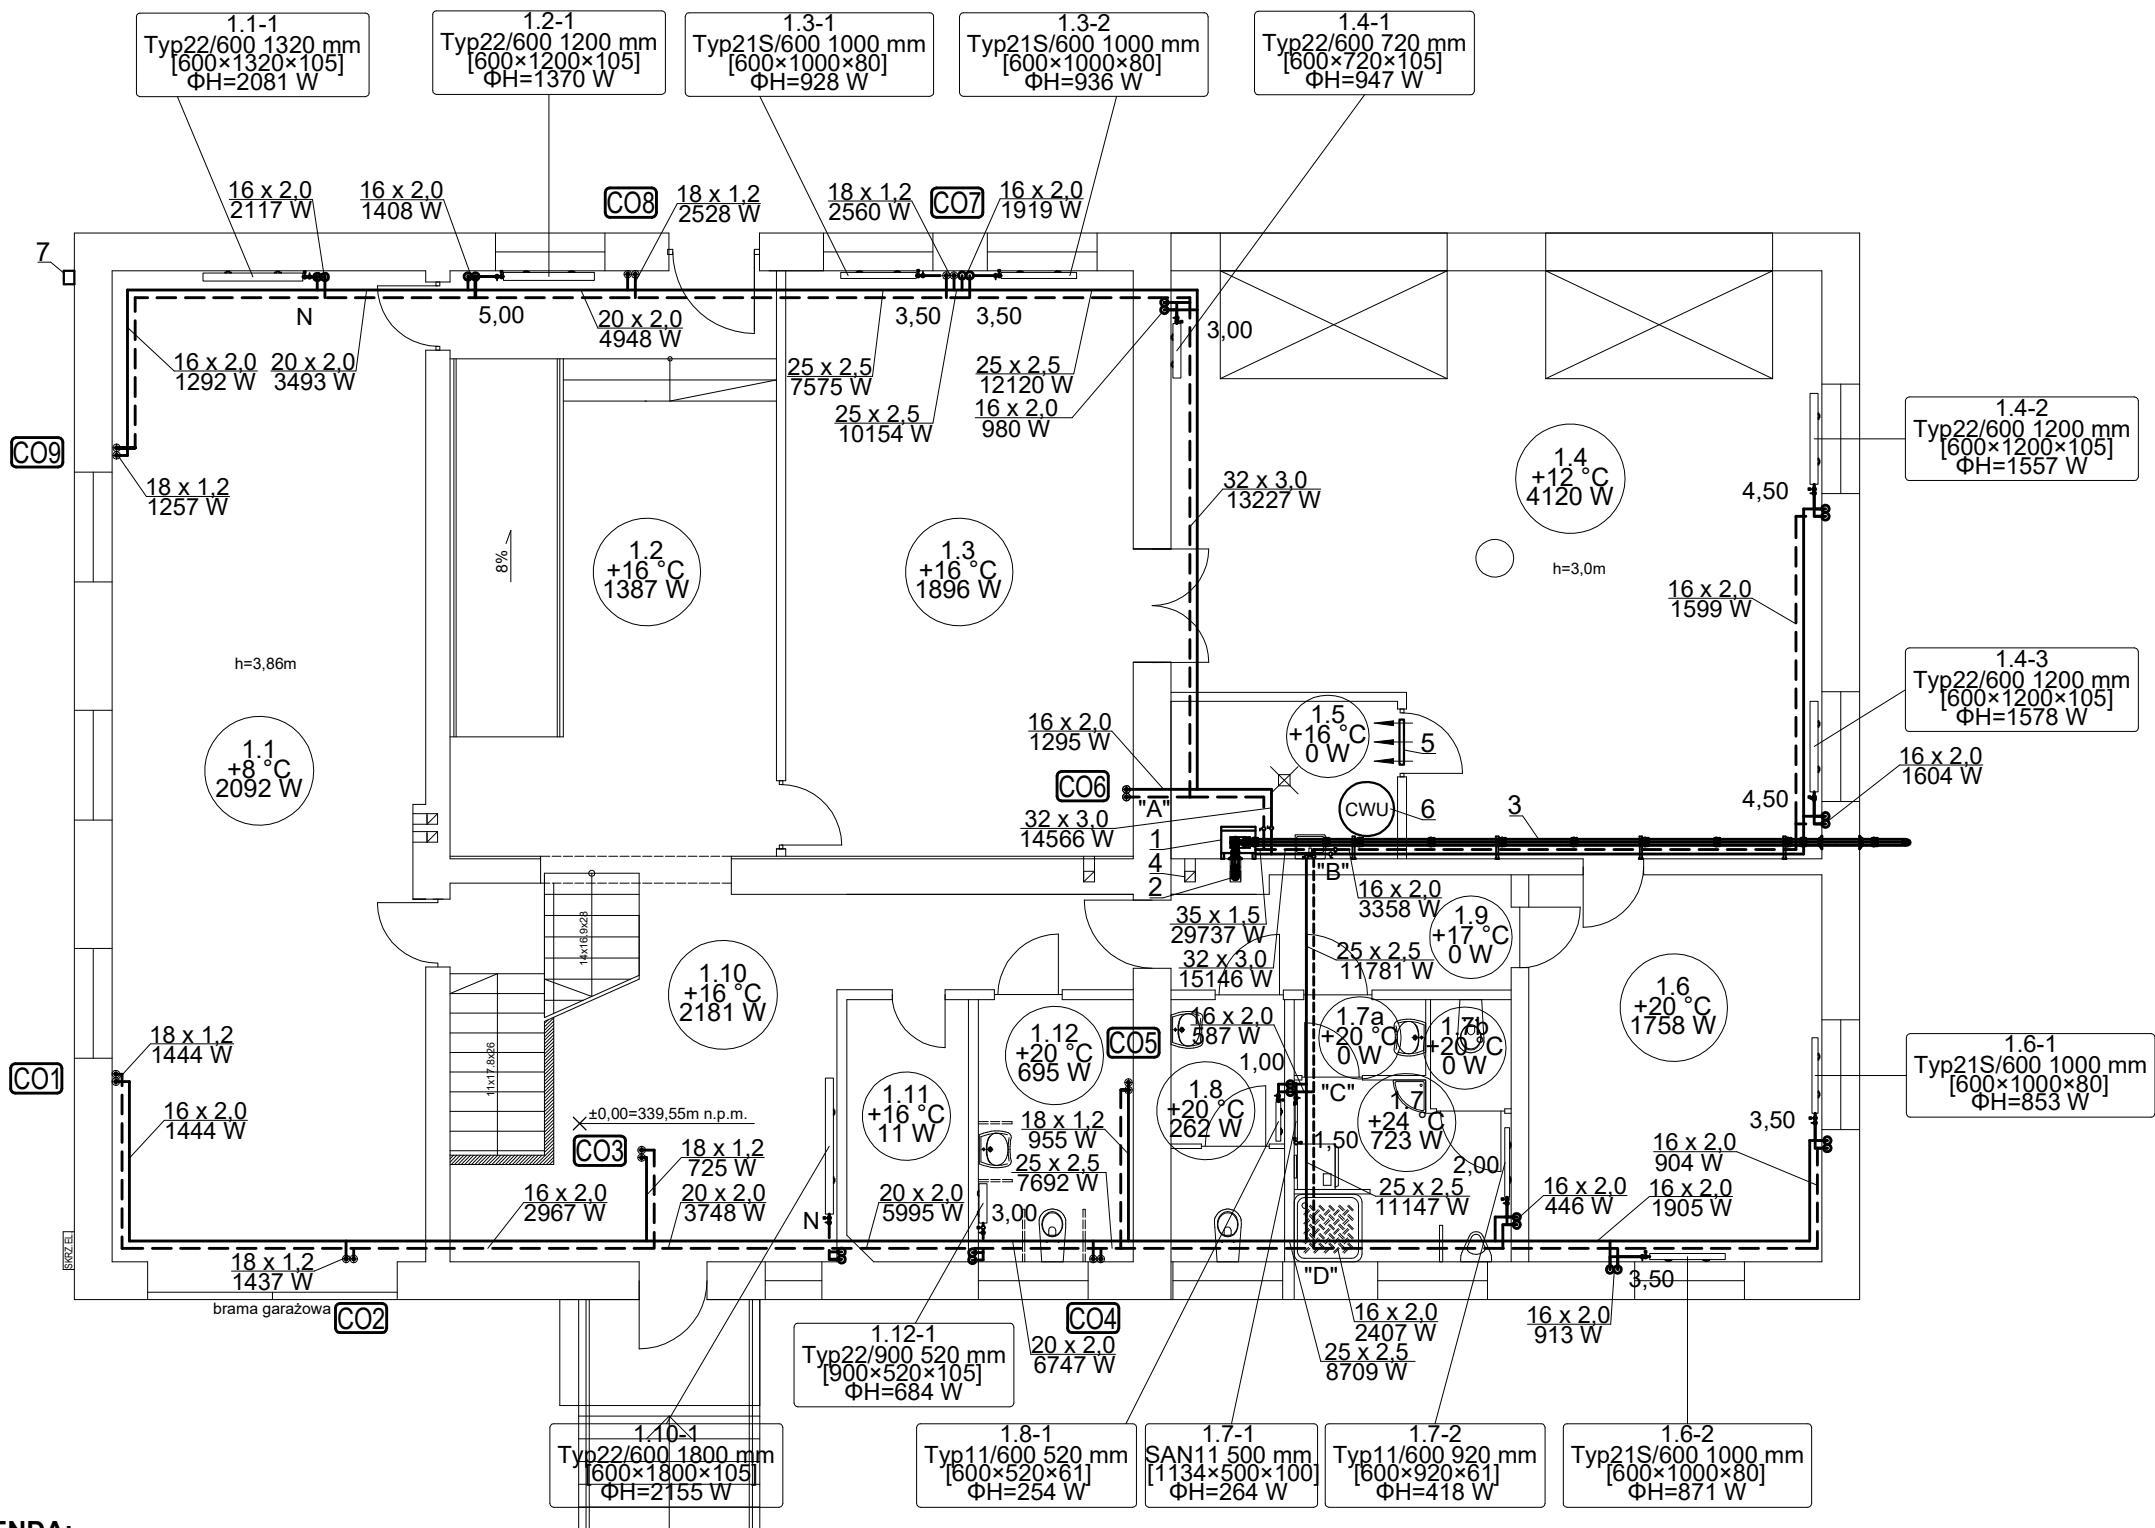 1.1-1
Typ22/600 1320 mm
[600×1320×105]
ΦH=2081 W
1.2-1
Typ22/600 1200 mm
[600×1200×105]
ΦH=1370 W
1.3-1
Typ21S/600 1000 mm
[600×1000×80]
ΦH=928 W
1.3-2
Typ21S/600 1000 mm
[600×1000×80]
ΦH=936 W
1.4-1
Typ22/600 720 mm
[600×720×105]
ΦH=947 W
16 x 2,0
2117 W
16 x 2,0
1408 W
CO8
18 x 1,2
2528 W
18 x 1,2
2560 W
CO7
16 x 2,0
1919 W
7
N
5,00
20 x 2,0
4948 W
3,50
3,50
3,00
16 x 2,0
1292 W
20 x 2,0
3493 W
25 x 2,5
7575 W
25 x 2,5
12120 W
25 x 2,5
10154 W
16 x 2,0
980 W
1.4-2
Typ22/600 1200 mm
[600×1200×105]
ΦH=1557 W
CO9
18 x 1,2
1257 W
32 x 3,0
13227 W
1.4
+12 °C
4120 W
4,50
8%
1.2
+16 °C
1387 W
1.3
+16 °C
1896 W
h=3,0m
16 x 2,0
1599 W
h=3,86m
1.4-3
Typ22/600 1200 mm
[600×1200×105]
ΦH=1578 W
1.1
+8 °C
2092 W
16 x 2,0
1295 W
1.5
+16 °C
0 W
5
16 x 2,0
1604 W
CO6
"A"
CWU
6
3
4,50
32 x 3,0
14566 W
1
4
2
"B"
16 x 2,0
3358 W
35 x 1,5
29737 W
1.9
+17 °C
0 W
32 x 3,0
15146 W
25 x 2,5
11781 W
14x16,9x28
1.10
+16 °C
2181 W
1.6
+20 °C
1758 W
18 x 1,2
1444 W
CO1
11x17,8x26
1.12
+20 °C
695 W
CO5
16 x 2,0
587 W
1.7a
+20 °C
0 W
1.7b
+20 °C
0 W
1.6-1
Typ21S/600 1000 mm
[600×1000×80]
ΦH=853 W
16 x 2,0
1444 W
±0,00=339,55m n.p.m.
1.11
+16 °C
11 W
1,00
"C"
1.8
+20 °C
262 W
1.7
+24 °C
723 W
3,50
CO3
18 x 1,2
725 W
18 x 1,2
955 W
1,50
2,00
16 x 2,0
904 W
25 x 2,5
7692 W
16 x 2,0
2967 W
20 x 2,0
3748 W
N
20 x 2,0
5995 W
3,00
25 x 2,5
11147 W
16 x 2,0
446 W
16 x 2,0
1905 W
SKRZ.EL
18 x 1,2
1437 W
"D"
3,50
brama garażowa
CO2
CO4
1.12-1
Typ22/900 520 mm
[900×520×105]
ΦH=684 W
20 x 2,0
6747 W
16 x 2,0
2407 W
25 x 2,5
8709 W
16 x 2,0
913 W
1.10-1
Typ22/600 1800 mm
[600×1800×105]
ΦH=2155 W
1.8-1
Typ11/600 520 mm
[600×520×61]
ΦH=254 W
1.7-1
SAN11 500 mm
[1134×500×100]
ΦH=264 W
1.7-2
Typ11/600 920 mm
[600×920×61]
ΦH=418 W
1.6-2
Typ21S/600 1000 mm
[600×1000×80]
ΦH=871 W